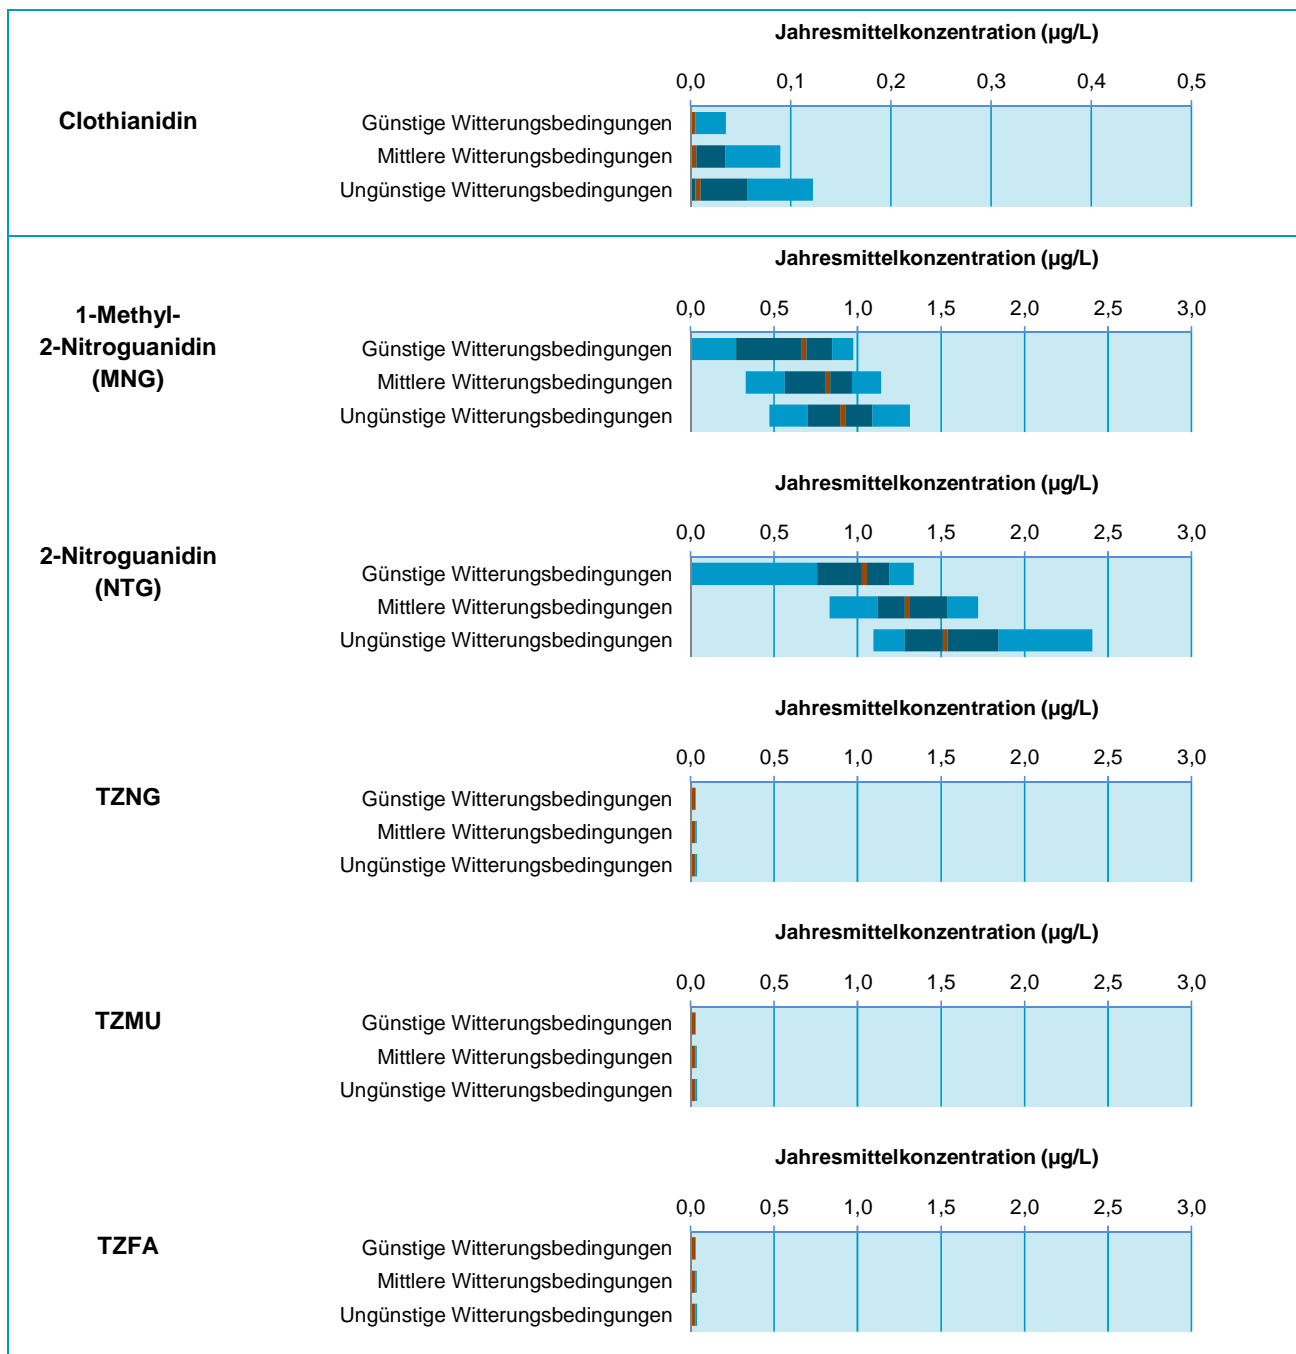 Jahresmittelkonzentration (µg/L)
0,0 0,1 0,2 0,3 0,4 0,5
Clothianidin
Günstige Witterungsbedingungen
Mittlere Witterungsbedingungen
Ungünstige Witterungsbedingungen
Jahresmittelkonzentration (µg/L)
0,0 0,5 1,0 1,5 2,0 2,5 3,0
1-Methyl-
2-Nitroguanidin
(MNG)
Günstige Witterungsbedingungen
Mittlere Witterungsbedingungen
Ungünstige Witterungsbedingungen
Jahresmittelkonzentration (µg/L)
0,0 0,5 1,0 1,5 2,0 2,5 3,0
2-Nitroguanidin
(NTG)
Günstige Witterungsbedingungen
Mittlere Witterungsbedingungen
Ungünstige Witterungsbedingungen
Jahresmittelkonzentration (µg/L)
0,0 0,5 1,0 1,5 2,0 2,5 3,0
TZNG
Günstige Witterungsbedingungen
Mittlere Witterungsbedingungen
Ungünstige Witterungsbedingungen
Jahresmittelkonzentration (µg/L)
0,0 0,5 1,0 1,5 2,0 2,5 3,0
TZMU
Günstige Witterungsbedingungen
Mittlere Witterungsbedingungen
Ungünstige Witterungsbedingungen
Jahresmittelkonzentration (µg/L)
0,0 0,5 1,0 1,5 2,0 2,5 3,0
TZFA
Günstige Witterungsbedingungen
Mittlere Witterungsbedingungen
Ungünstige Witterungsbedingungen